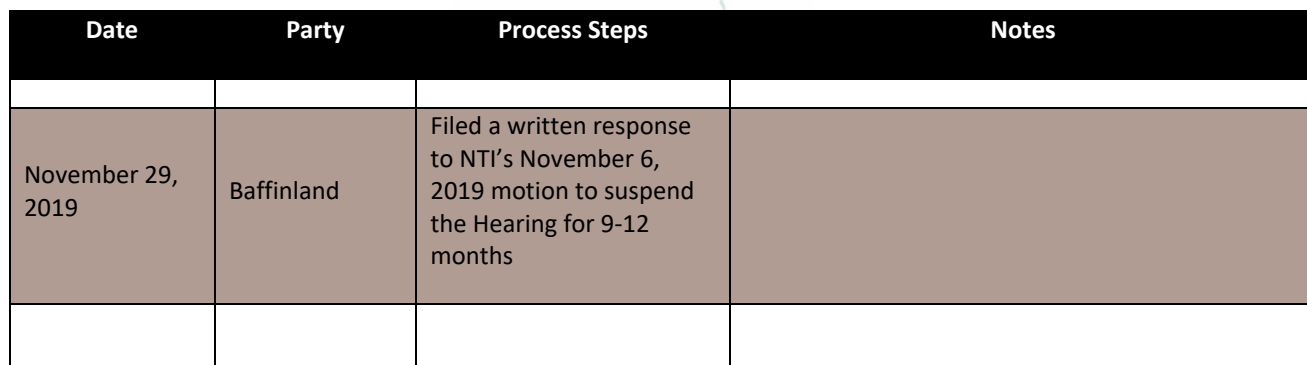 Date Party Process Steps Notes
Filed a written response
to NTI’s November 6,
November 29, Baffinland 2019 motion to suspend
2019 the Hearing for 9-12
months